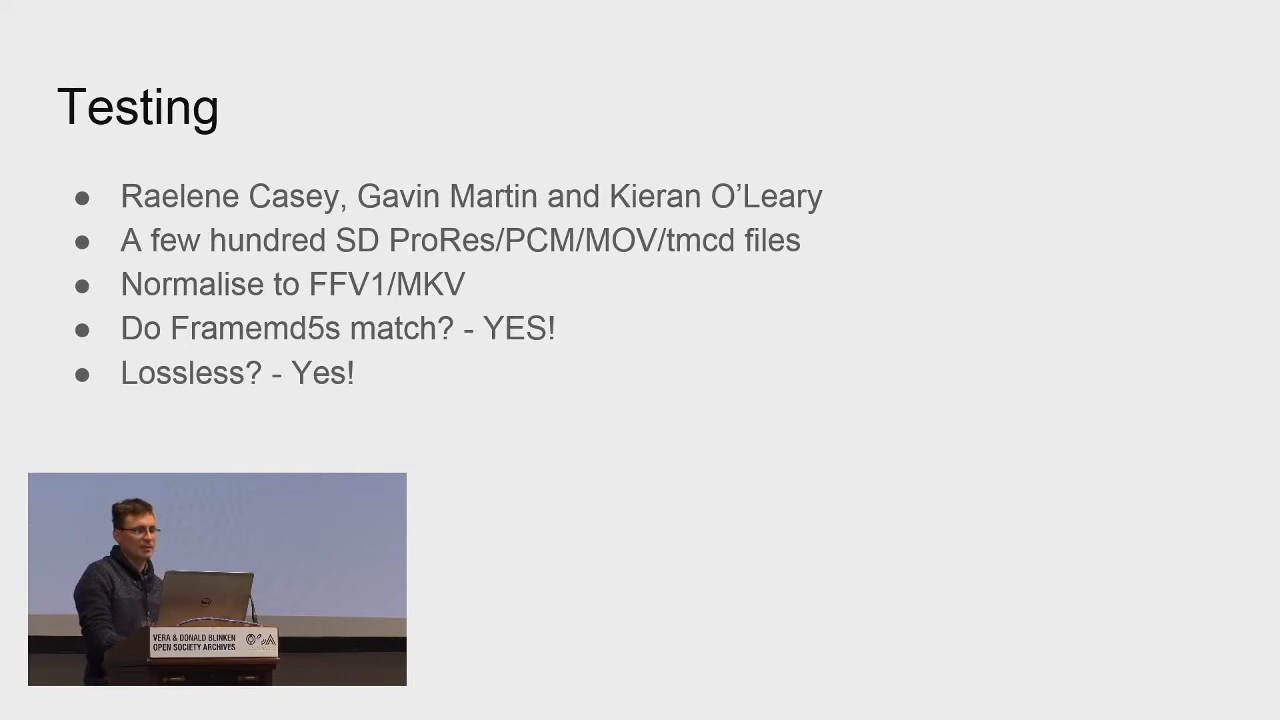 Testing
● Raelene Casey, Gavin Martin and Kieran O’Leary
● A few hundred SD ProRes/PCM/MOV/tmcd files
● Normalise to FFV1/MKV
● Do Framemd5s match? - YES!
● Lossless? - Yes!
VERA & DONALD BLINKEN
OPEN SOCIETY ARCHIVES